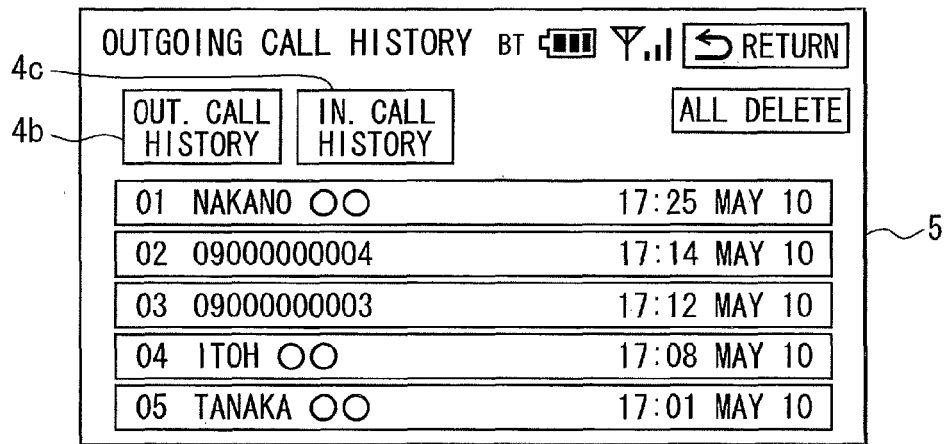 OUTGOING CALL HISTORY BT RETURN
4c
4b
OUT. CALL HISTORY
IN. CALL HISTORY
ALL DELETE
01 NAKANO ○○ 17:25 MAY 10
02 09000000004 17:14 MAY 10
03 09000000003 17:12 MAY 10
04 ITOH ○○ 17:08 MAY 10
05 TANAKA ○○ 17:01 MAY 10
5